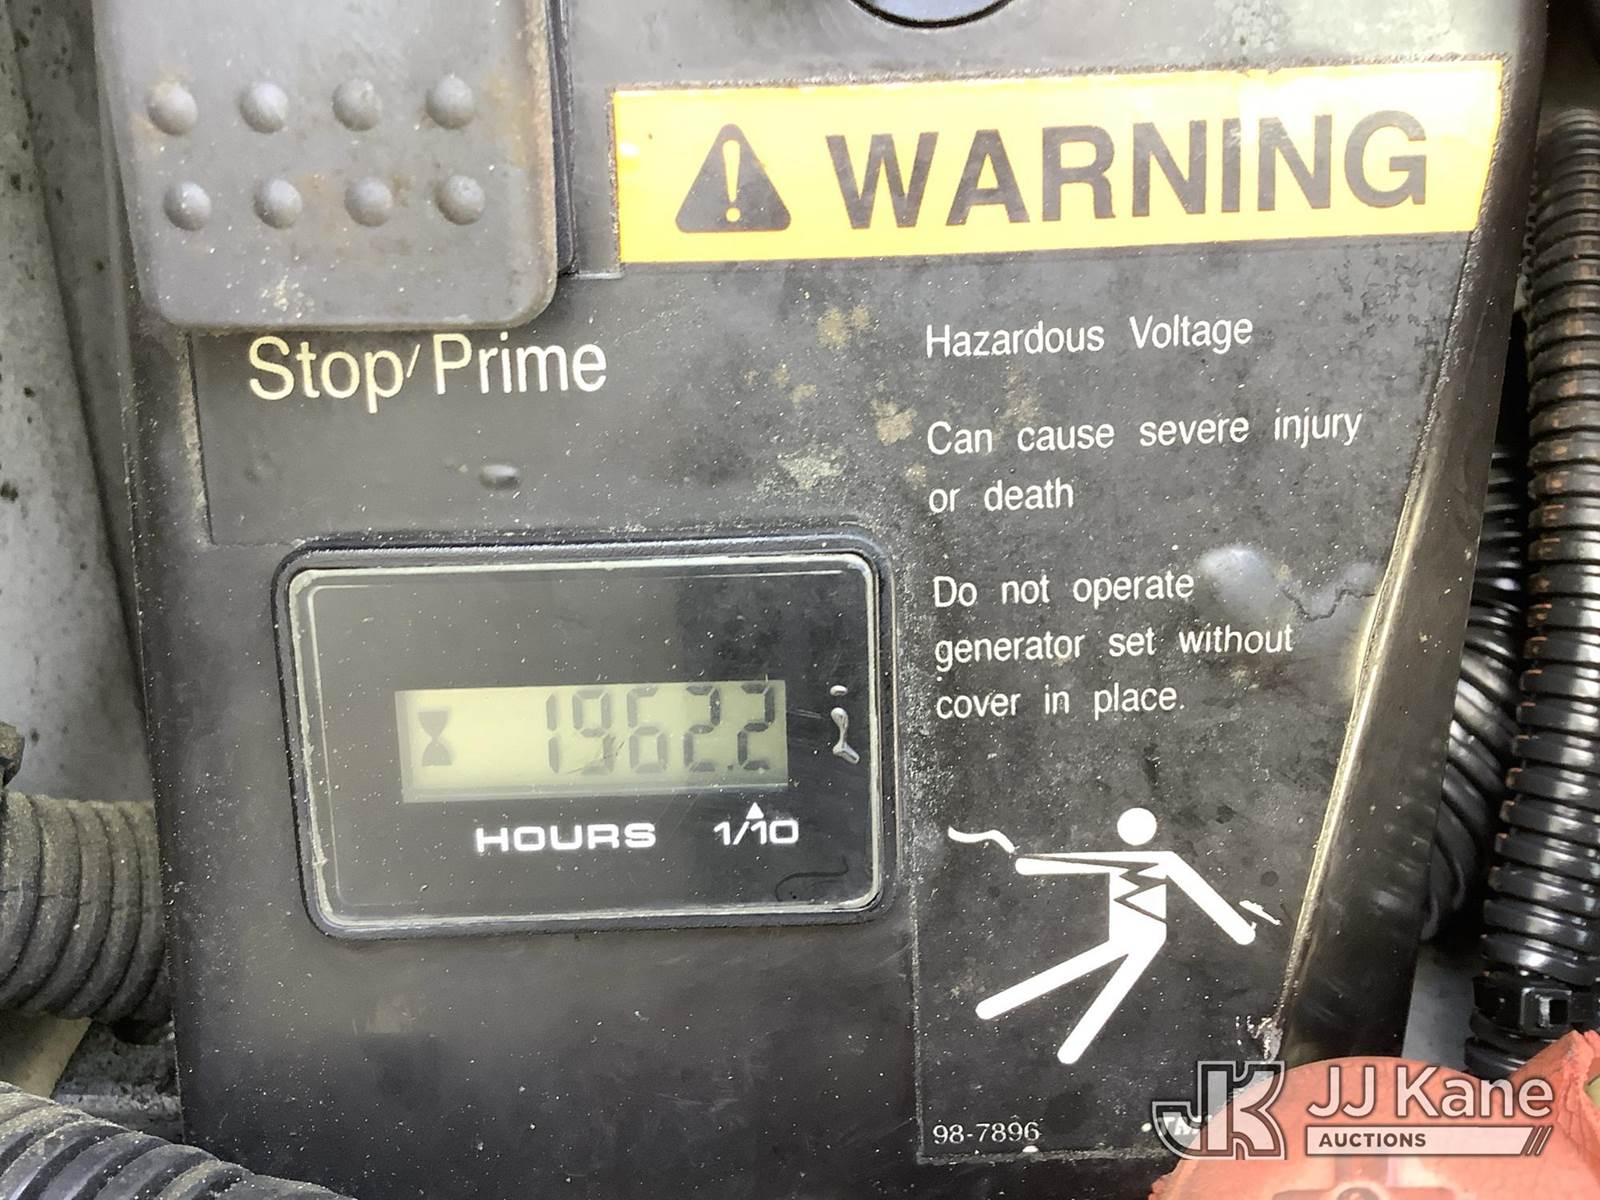 WARNING
Stop/Prime
Hazardous Voltage
Can cause severe injury
or death
Do not operate
generator set without
cover in place.
1962.2
HOURS 1/10
98-7896
JK JJ Kane
AUCTIONS